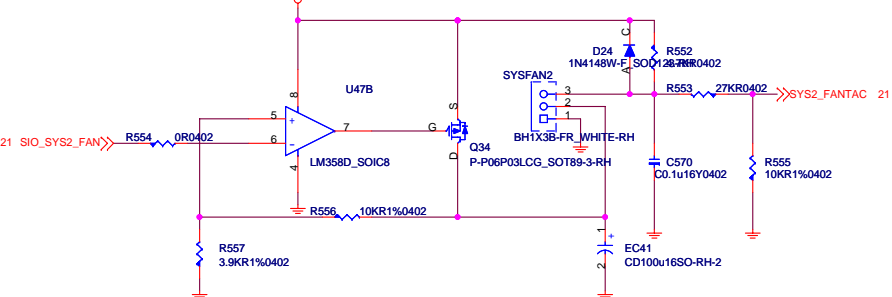 C
D24
R552
1N4148W-F_SOD123-RH
4.7KR0402
A
SYSFAN2
R553
27KR0402
U47B
8
S
3
SYS2_FANTAC 21
2
5
1
7
G
21 SIO_SYS2_FAN
R554
0R0402
6
BH1X3B-FR_WHITE-RH
Q34
LM358D_SOIC8
4
D
P-P06P03LCG_SOT89-3-RH
C570
C0.1u16Y0402
R555
10KR1%0402
R556
10KR1%0402
1
R557
3.9KR1%0402
EC41
2
CD100u16SO-RH-2